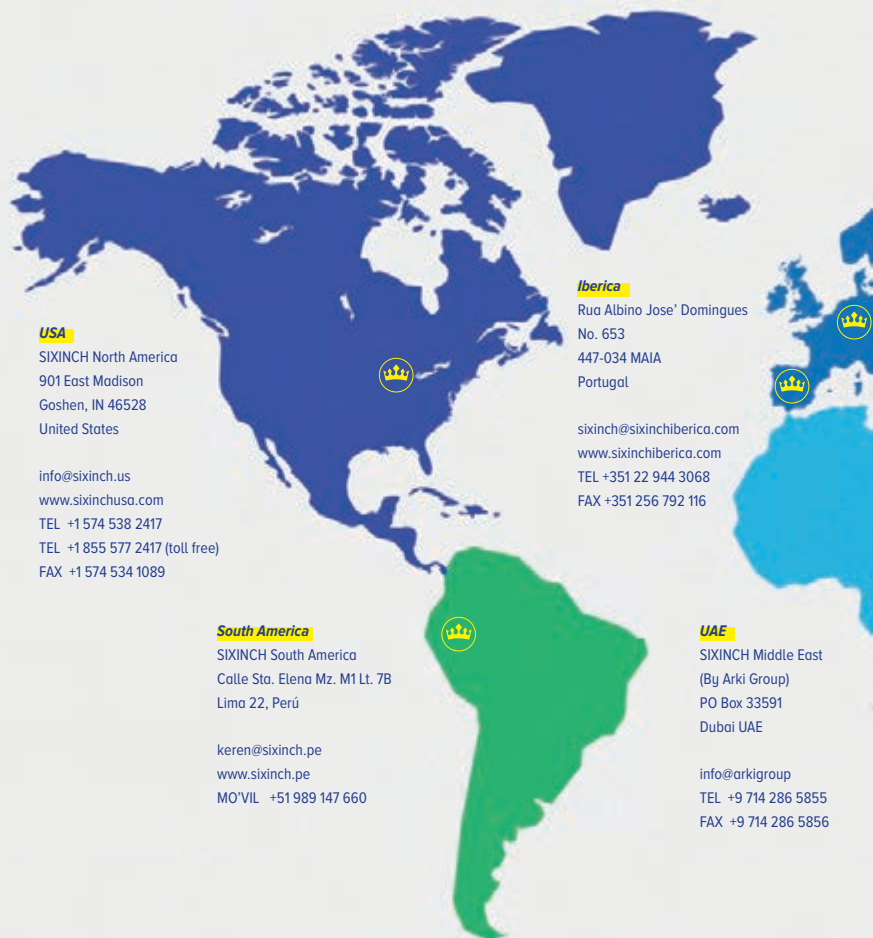 USA
SIXINCH North America
901 East Madison
Goshen, IN 46528
United States
info@sixinch.us
www.sixinchusa.com
TEL +1 574 538 2417
TEL +1 855 577 2417 (toll free)
FAX +1 574 534 1089
Iberica
Rua Albino Jose' Domingues
No. 653
447-034 MAIA
Portugal
sixinch@sixinchiberica.com
www.sixinchiberica.com
TEL +351 22 944 3068
FAX +351 256 792 116
South America
SIXINCH South America
Calle Sta. Elena Mz. M1 Lt. 7B
Lima 22, Perú
keren@sixinch.pe
www.sixinch.pe
MO'VIL +51 989 147 660
UAE
SIXINCH Middle East
(By Arki Group)
PO Box 33591
Dubai UAE
info@arkigroup
TEL +9 714 286 5855
FAX +9 714 286 5856